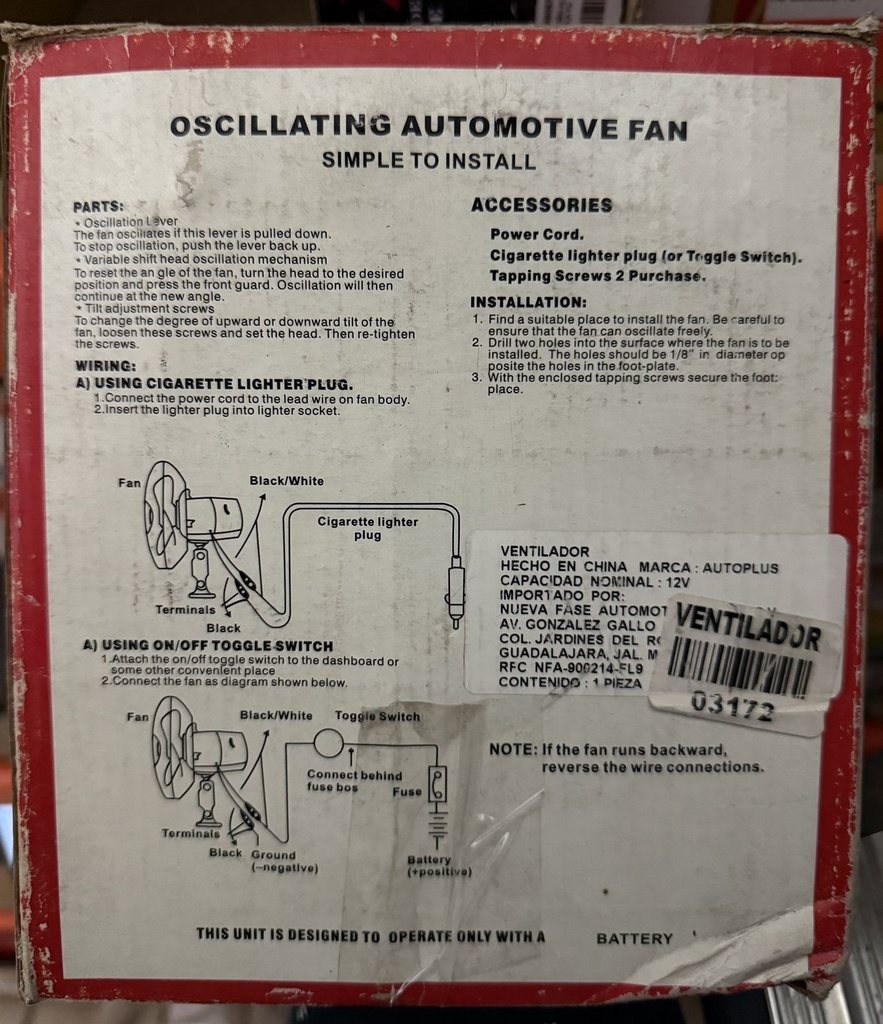 OSCILLATING AUTOMOTIVE FAN
SIMPLE TO INSTALL
PARTS:
• Oscillation Lever
The fan oscillates if this lever is pulled down.
To stop oscillation, push the lever back up.
• Variable shift head oscillation mechanism
To reset the an gle of the fan, turn the head to the desired
position and press the front guard. Oscillation will then
continue at the new angle.
• Tilt adjustment screws
To change the degree of upward or downward tilt of the
fan, loosen these screws and set the head. Then re-tighten
the screws.
WIRING:
A) USING CIGARETTE LIGHTER PLUG.
1.Connect the power cord to the lead wire on fan body.
2.Insert the lighter plug into lighter socket.
ACCESSORIES
Power Cord.
Cigarette lighter plug (or Toggle Switch).
Tapping Screws 2 Purchase.
INSTALLATION:
1. Find a suitable place to install the fan. Be careful to
ensure that the fan can oscillate freely.
2. Drill two holes into the surface where the fan is to be
installed. The holes should be 1/8" in diameter op
posite the holes in the foot-plate.
3. With the enclosed tapping screws secure the foot:
place.
Fan
Black/White
Cigarette lighter
plug
Terminals
Black
A) USING ON/OFF TOGGLE SWITCH
1.Attach the on/off toggle switch to the dashboard or
some other convenient place
2.Connect the fan as diagram shown below.
Fan
Black/White
Toggle Switch
Connect behind
fuse bos
Fuse
Terminals
Black
Ground
(–negative)
Battery
(+positive)
VENTILADOR
HECHO EN CHINA MARCA : AUTOPLUS
CAPACIDAD NOMINAL : 12V
IMPORTADO POR:
NUEVA FASE AUTOMOT
AV. GONZALEZ GALLO
COL. JARDINES DEL
GUADALAJARA, JAL. M
RFC NFA-900214-FL9
CONTENIDO : 1 PIEZA
VENTILADOR
03172
NOTE: If the fan runs backward,
reverse the wire connections.
THIS UNIT IS DESIGNED TO OPERATE ONLY WITH A BATTERY